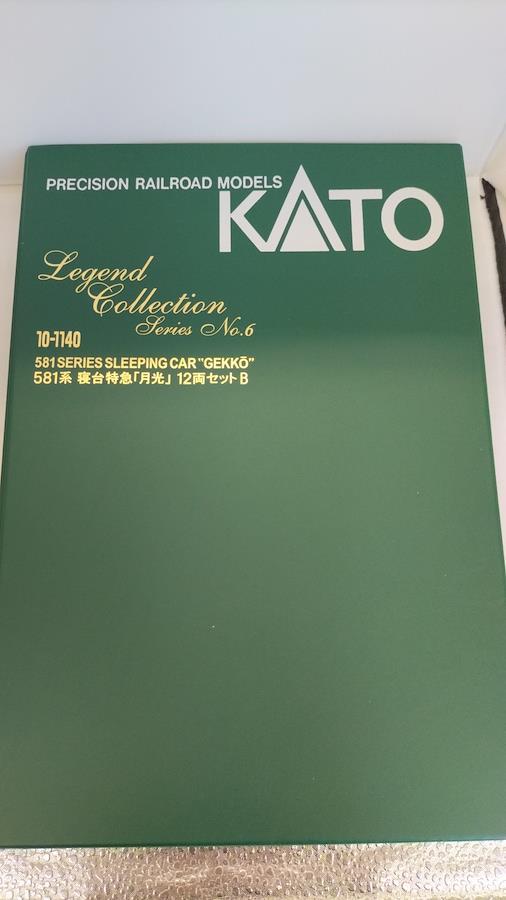 PRECISION RAILROAD MODELS
KATO
Legend
Collection
Series No.6
10-1140
581 SERIES SLEEPING CAR "GEKKŌ"
581系 寝台特急「月光」 12両セット B